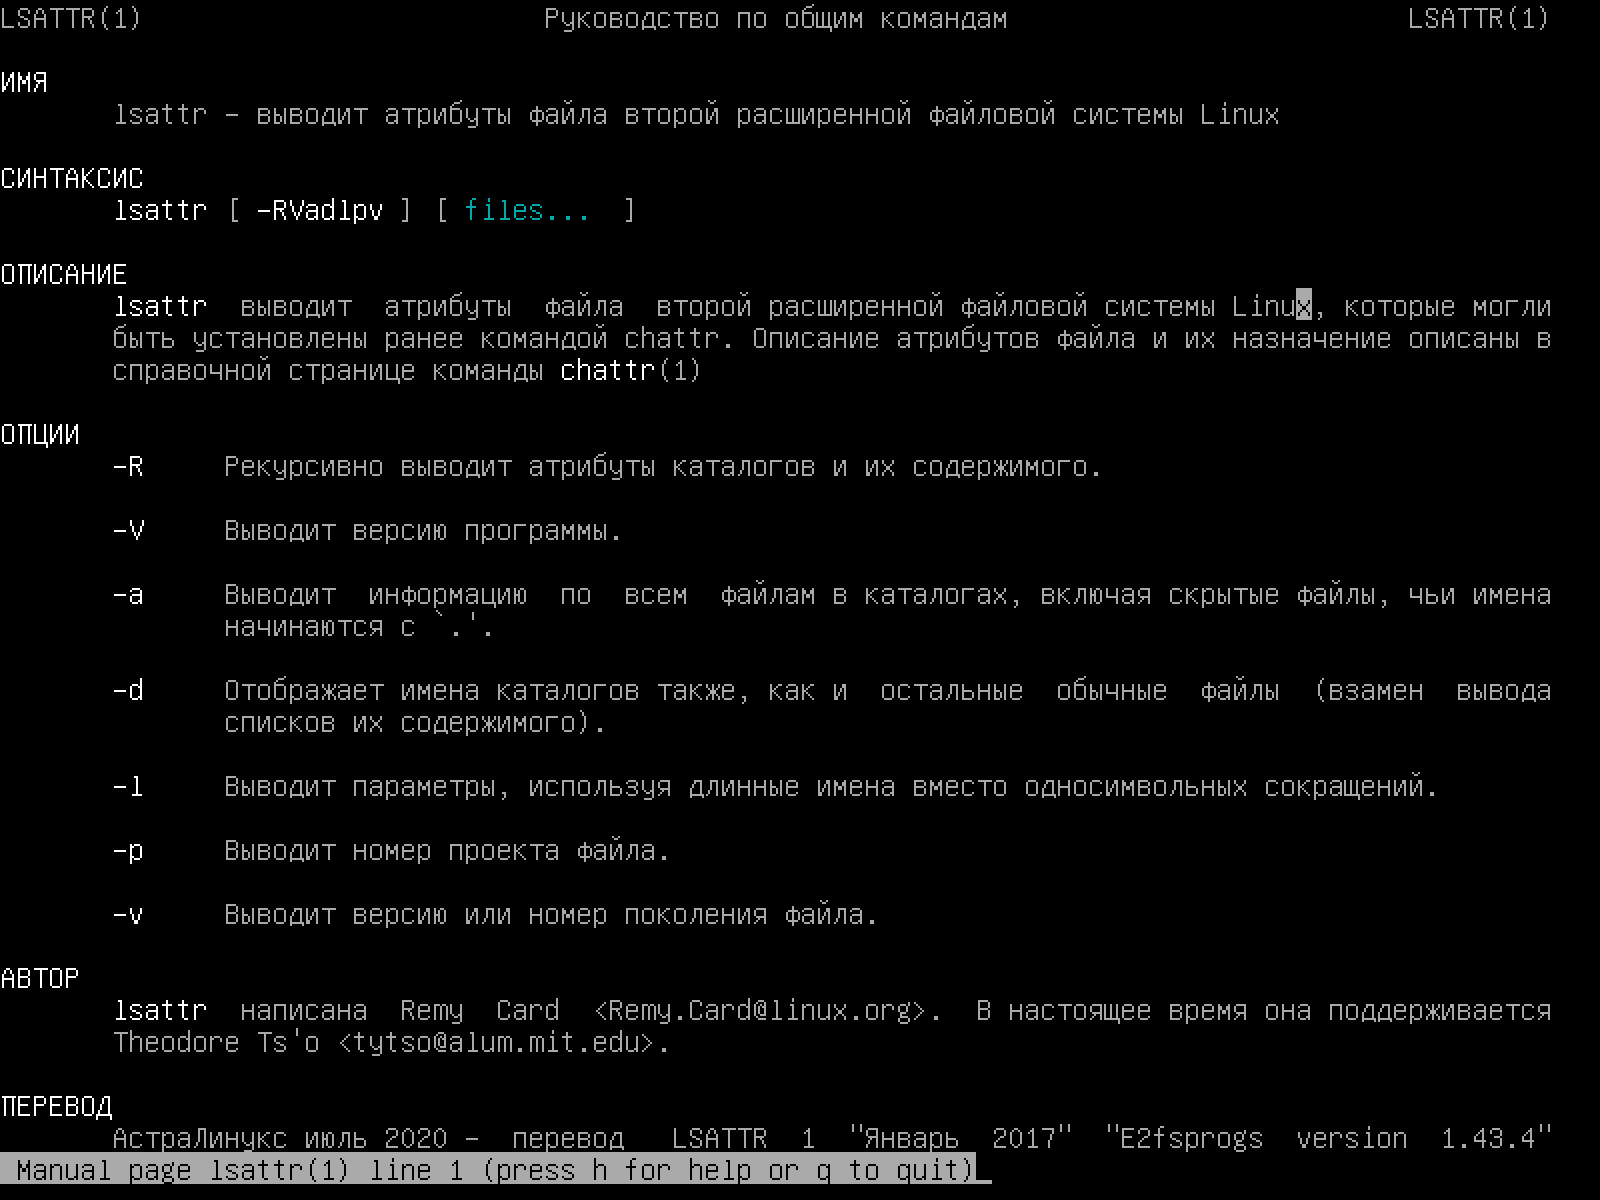 LSATTR(1) Руководство по общим командам LSATTR(1)
ИМЯ
lsattr - выводит атрибуты файла второй расширенной файловой системы Linux
СИНТАКСИС
lsattr [ -RVadlpv ] [ files... ]
ОПИСАНИЕ
lsattr выводит атрибуты файла второй расширенной файловой системы Linux, которые могли
быть установлены ранее командой chattr. Описание атрибутов файла и их назначение описаны в
справочной странице команды chattr(1)
ОПЦИИ
-R Рекурсивно выводит атрибуты каталогов и их содержимого.
-V Выводит версию программы.
-a Выводит информацию по всем файлам в каталогах, включая скрытые файлы, чьи имена
начинаются с `.'.
-d Отображает имена каталогов также, как и остальные обычные файлы (взамен вывода
списков их содержимого).
-l Выводит параметры, используя длинные имена вместо односимвольных сокращений.
-p Выводит номер проекта файла.
-v Выводит версию или номер поколения файла.
АВТОР
lsattr написана Remy Card <Remy.Card@linux.org>. В настоящее время она поддерживается
Theodore Ts'o <tytso@alum.mit.edu>.
ПЕРЕВОД
АстраЛинукс июль 2020 - перевод LSATTR 1 "Январь 2017" "E2fsprogs version 1.43.4"
Manual page lsattr(1) line 1 (press h for help or q to quit)